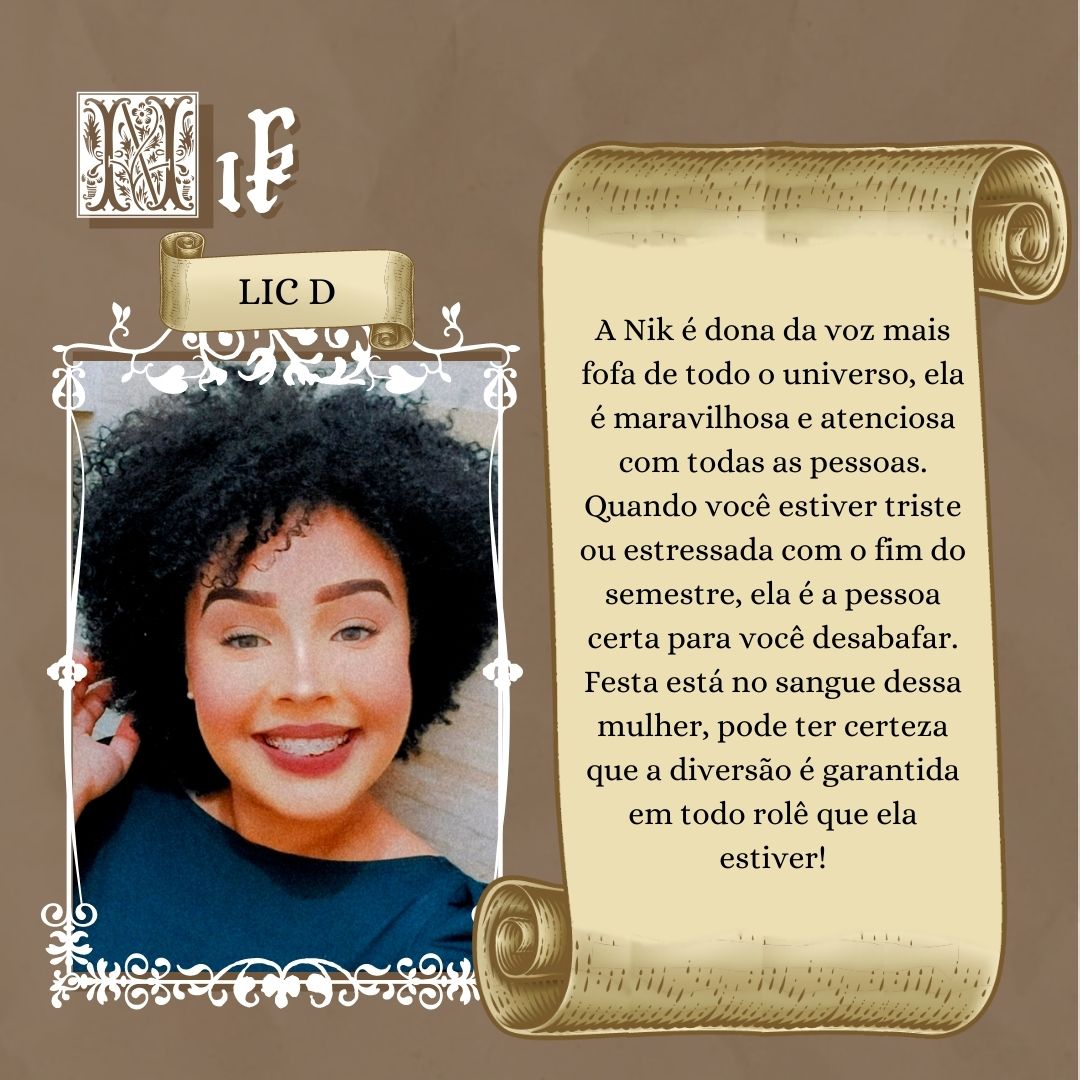 Nik
LIC D
A Nik é dona da voz mais
fofa de todo o universo, ela
é maravilhosa e atenciosa
com todas as pessoas.
Quando você estiver triste
ou estressada com o fim do
semestre, ela é a pessoa
certa para você desabafar.
Festa está no sangue dessa
mulher, pode ter certeza
que a diversão é garantida
em todo rolê que ela
estiver!